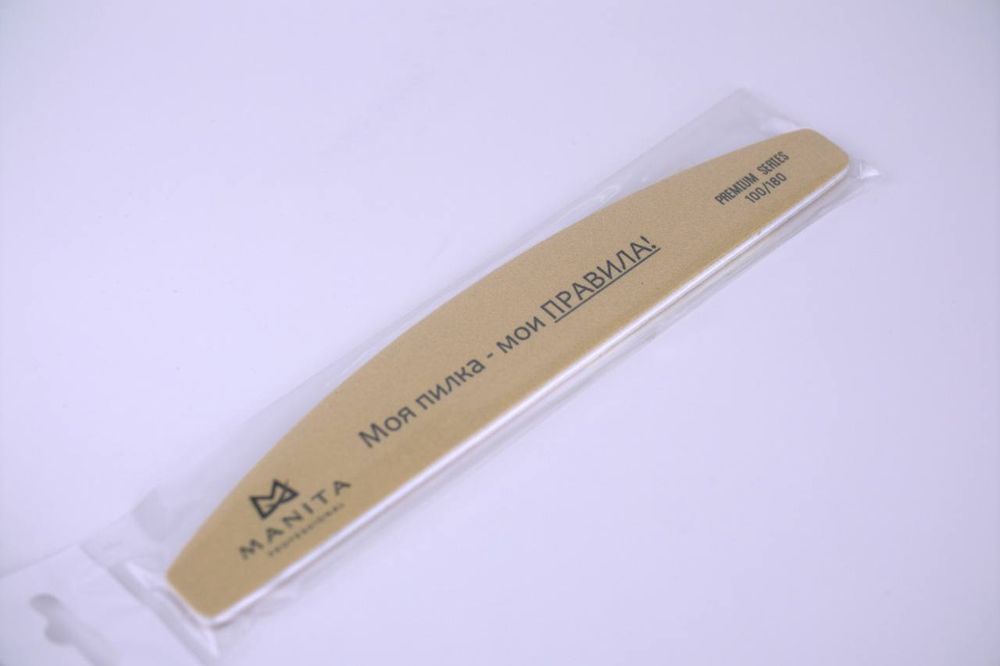 MANITA
PROFESSIONAL
Моя пилка - мои ПРАВИЛА!
PREMIUM SERIES
100/180